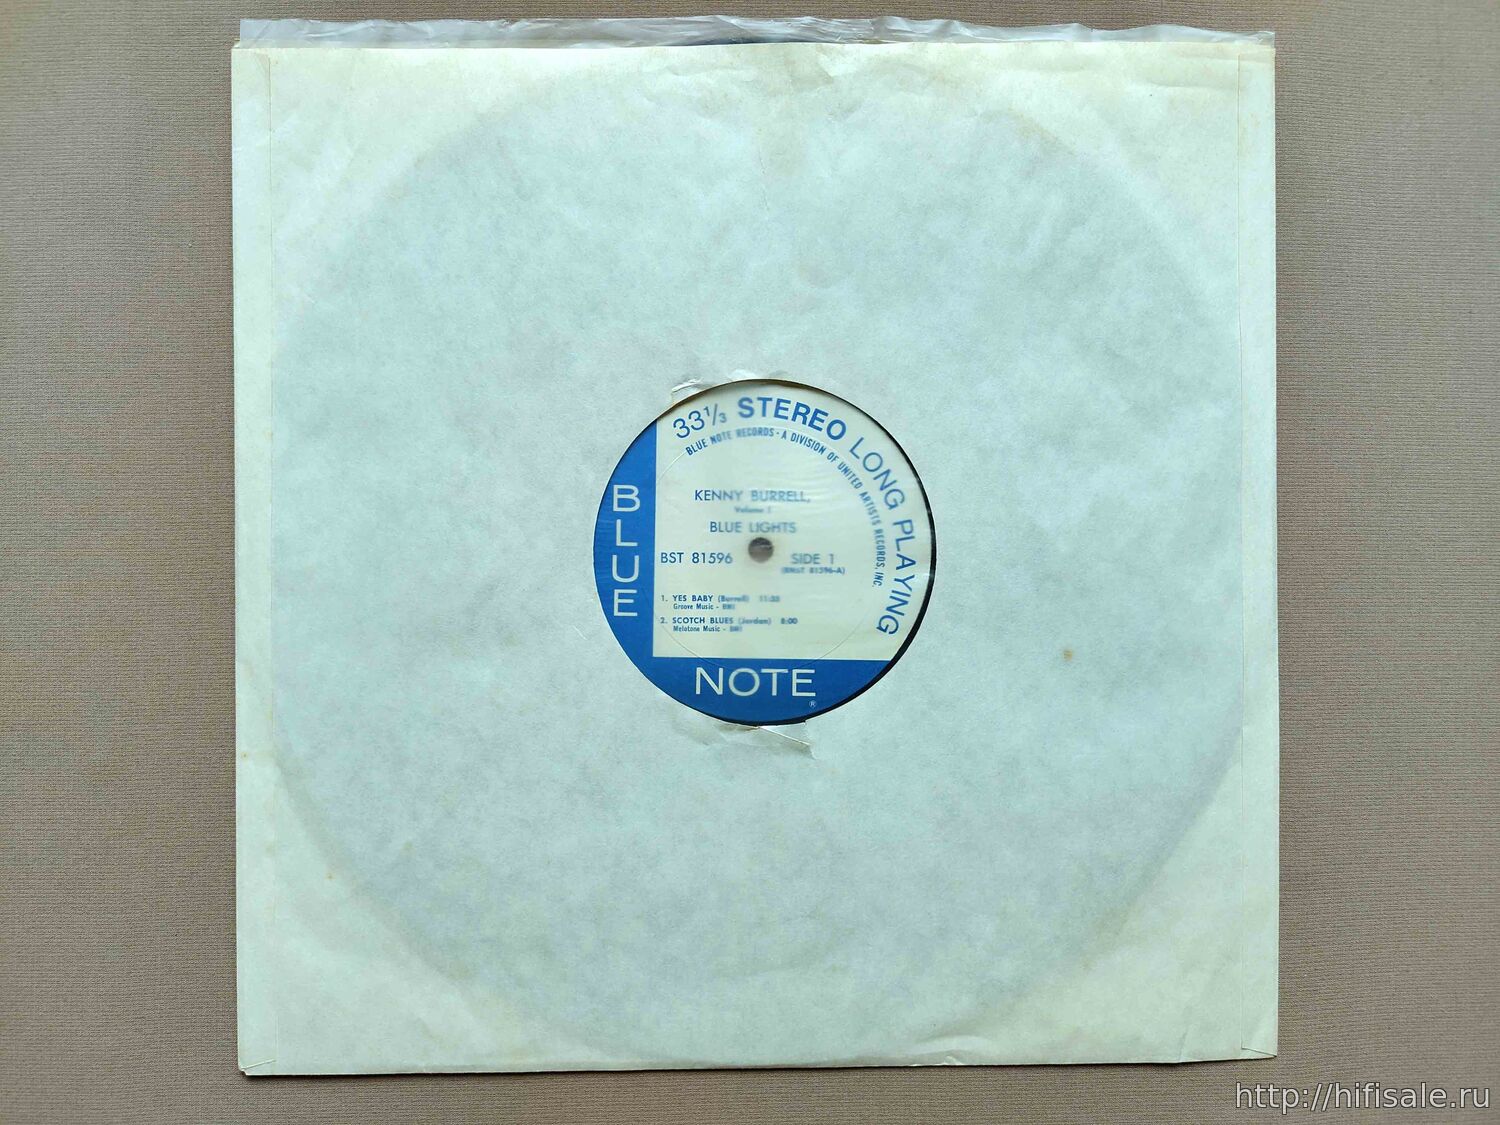 33 1/3 STEREO LONG PLAYING
BLUE NOTE RECORDS · A DIVISION OF UNITED ARTISTS RECORDS, INC.
KENNY BURRELL,
Volume 1
BLUE LIGHTS
BST 81596 SIDE 1
(BNST 81596-A)
1. YES BABY (Burrell)
Groove Music - BMI
2. SCOTCH BLUES (Jordan) 8:00
Melotone Music - BMI
BLUE
NOTE
®
http://hifisale.ru